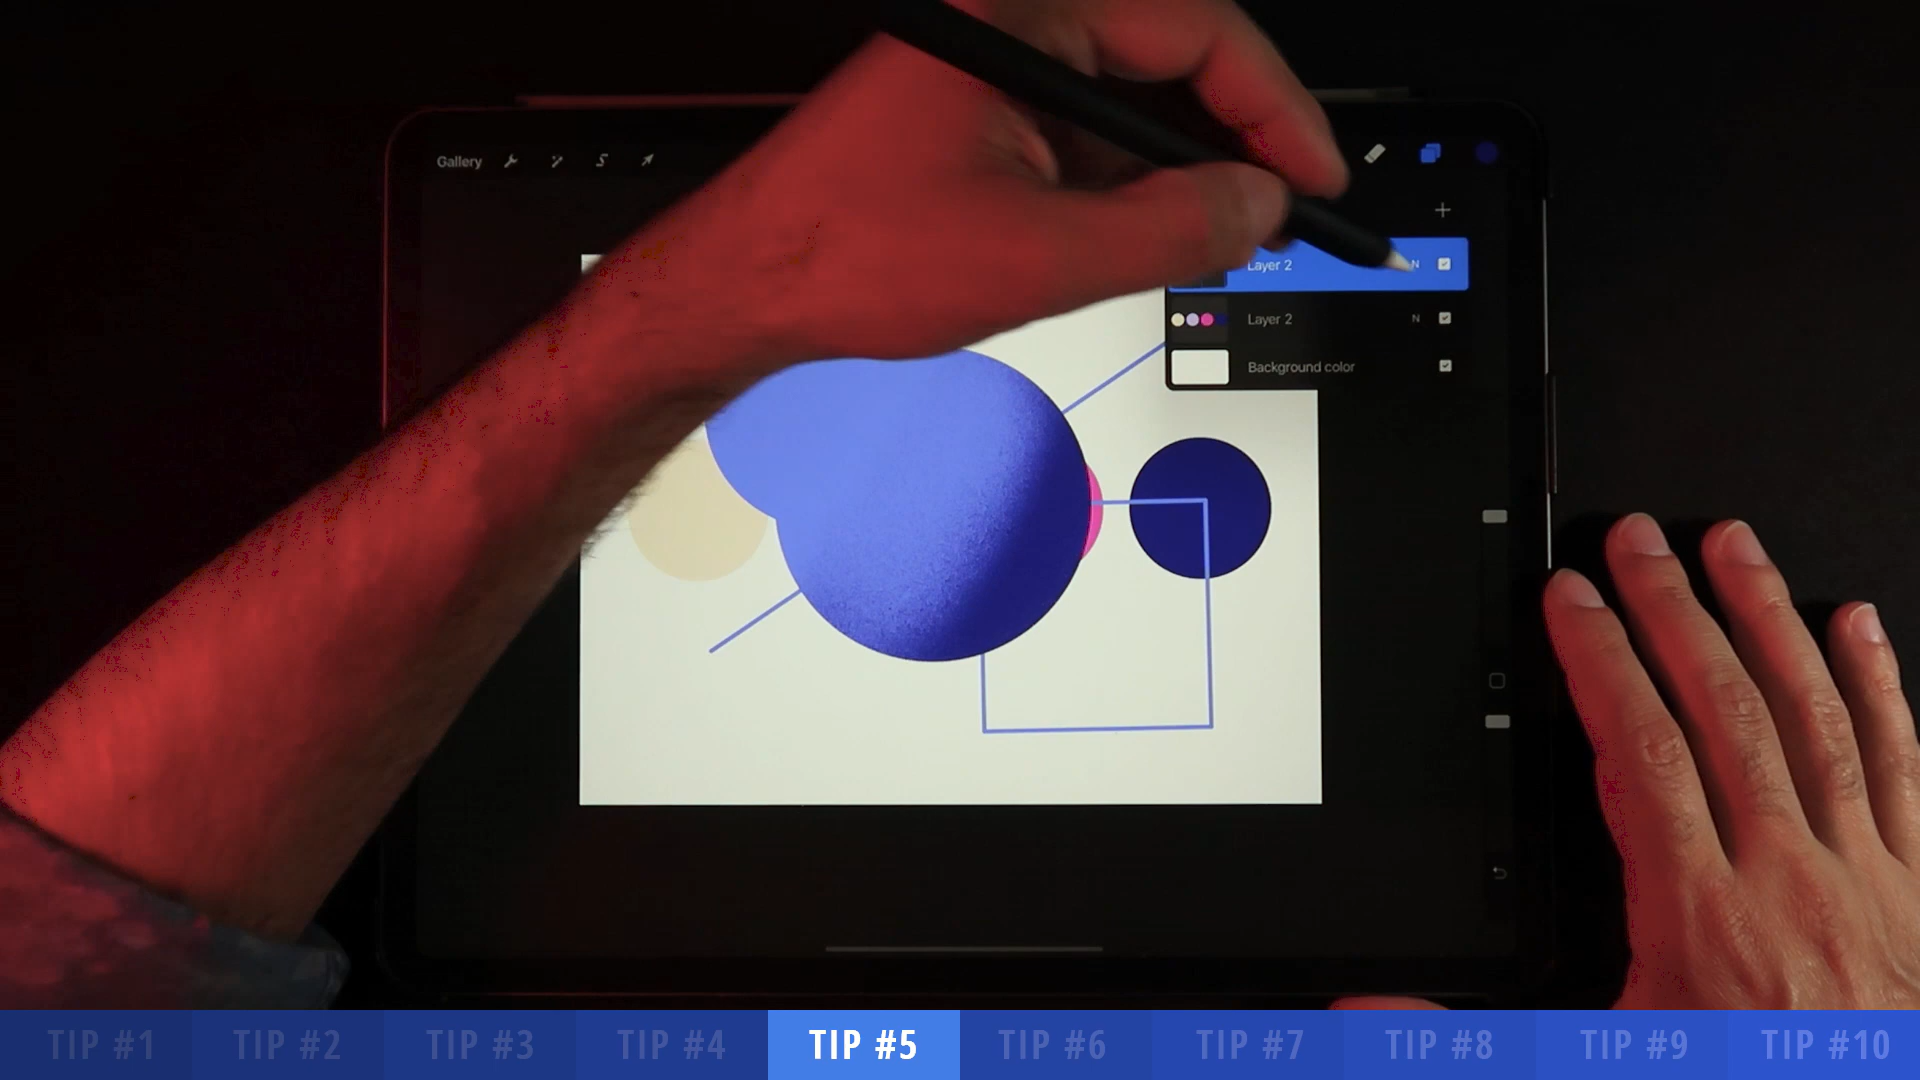 Gallery
Layer 2
N
Layer 2
N
Background color
TIP #1
TIP #2
TIP #3
TIP #4
TIP #5
TIP #6
TIP #7
TIP #8
TIP #9
TIP #10